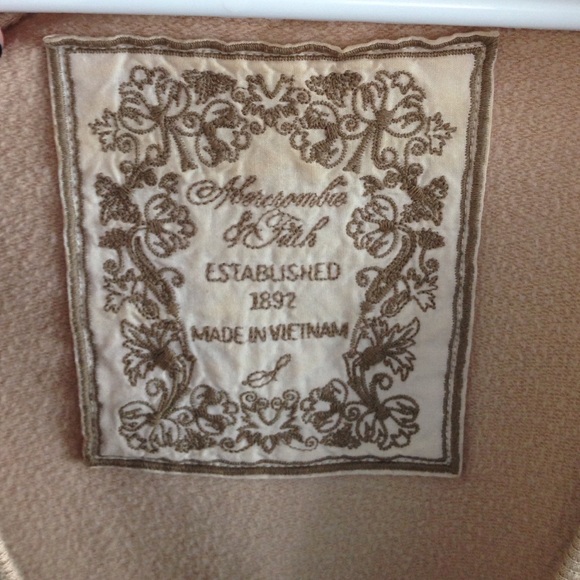 Abercrombie
& Fitch
ESTABLISHED
1892
MADE IN VIETNAM
S